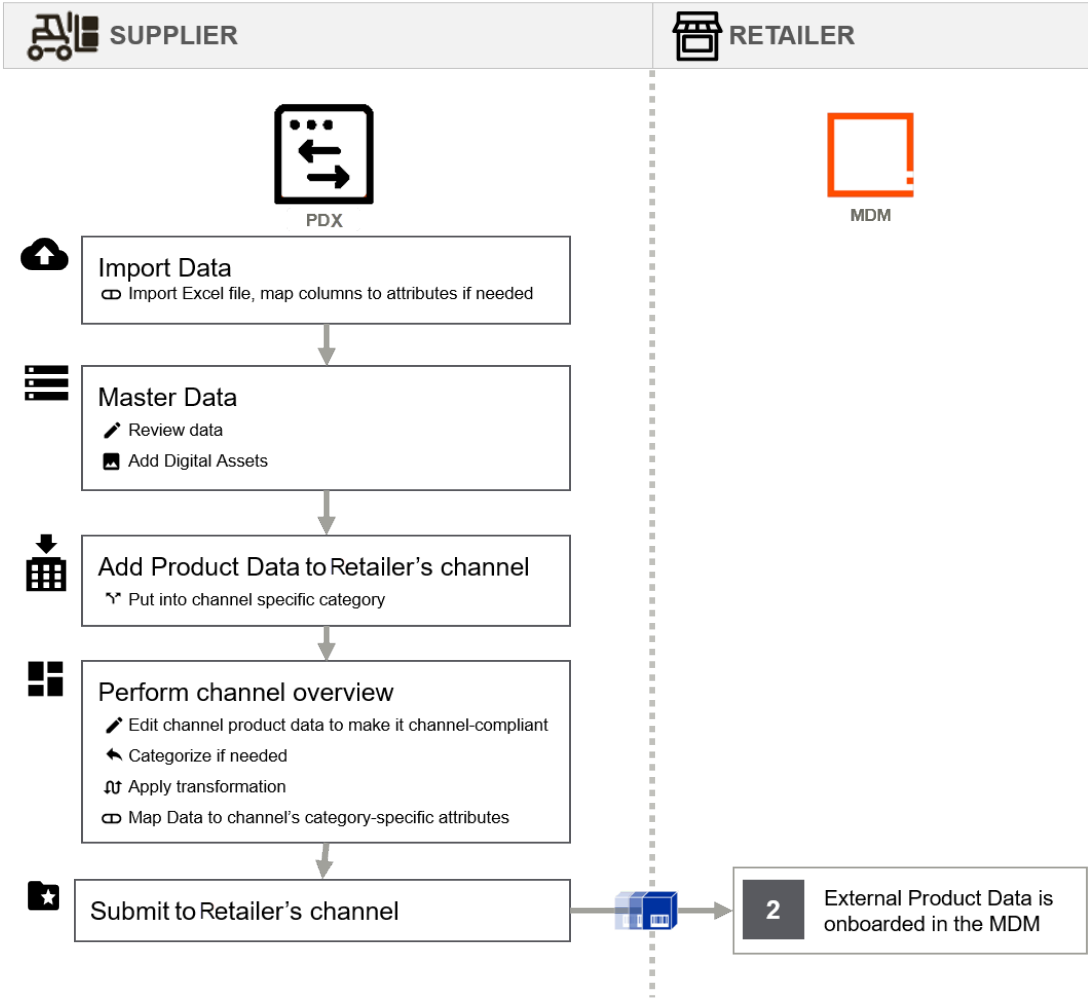 SUPPLIER
RETAILER
PDX
MDM
Import Data
Import Excel file, map columns to attributes if needed
Master Data
Review data
Add Digital Assets
Add Product Data to Retailer's channel
Put into channel specific category
Perform channel overview
Edit channel product data to make it channel-compliant
Categorize if needed
Apply transformation
Map Data to channel's category-specific attributes
Submit to Retailer's channel
2
External Product Data is
onboarded in the MDM